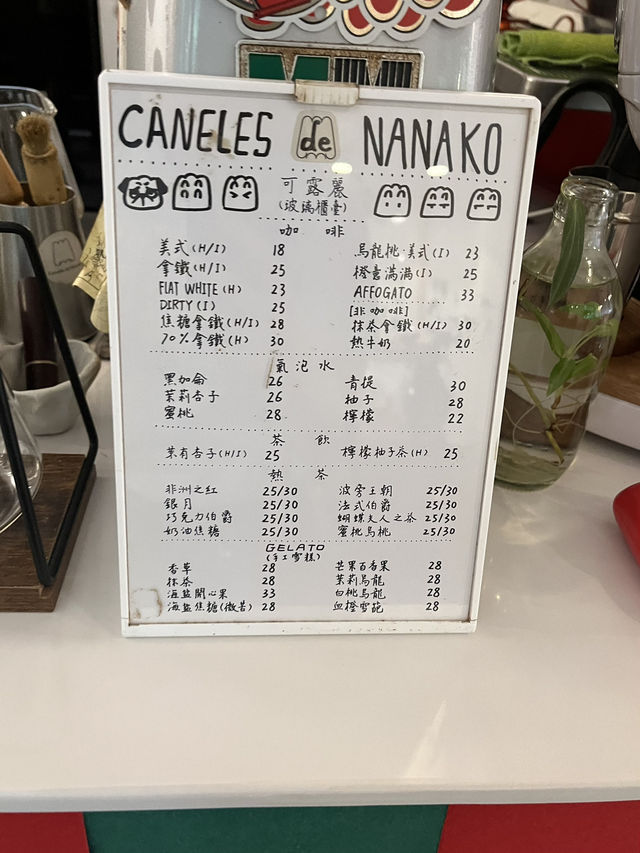 CANELES de NANAKO
可露麗
(玻璃櫃臺)
咖 啡
美式(H/I) 18
拿鐵(H/I) 25
FLAT WHITE(H) 23
DIRTY(I) 25
焦糖拿鐵(H/I) 28
70%拿鐵(H) 30
烏龍桃·美式(I) 23
橙意滿滿(I) 25
AFFOGATO 33
[非咖啡]
抹茶拿鐵(H/I) 30
熱牛奶 20
氣泡水
黑加侖 26
茉莉杏子 26
蜜桃 28
青提 30
柚子 28
檸檬 22
茶 飲
茉有杏子(H/I) 25
檸檬柚子茶(H) 25
熱 茶
非洲之紅 25/30
銀月 25/30
巧克力伯爵 25/30
奶油焦糖 25/30
波旁王朝 25/30
法式伯爵 25/30
蝴蝶夫人之茶 25/30
蜜桃烏桃 25/30
GELATO
(手工雪糕)
香草 28
抹茶 28
海鹽開心果 33
海鹽焦糖(微苦) 28
芒果百香果 28
茉莉烏龍 28
白桃烏龍 28
血橙雪葩 28